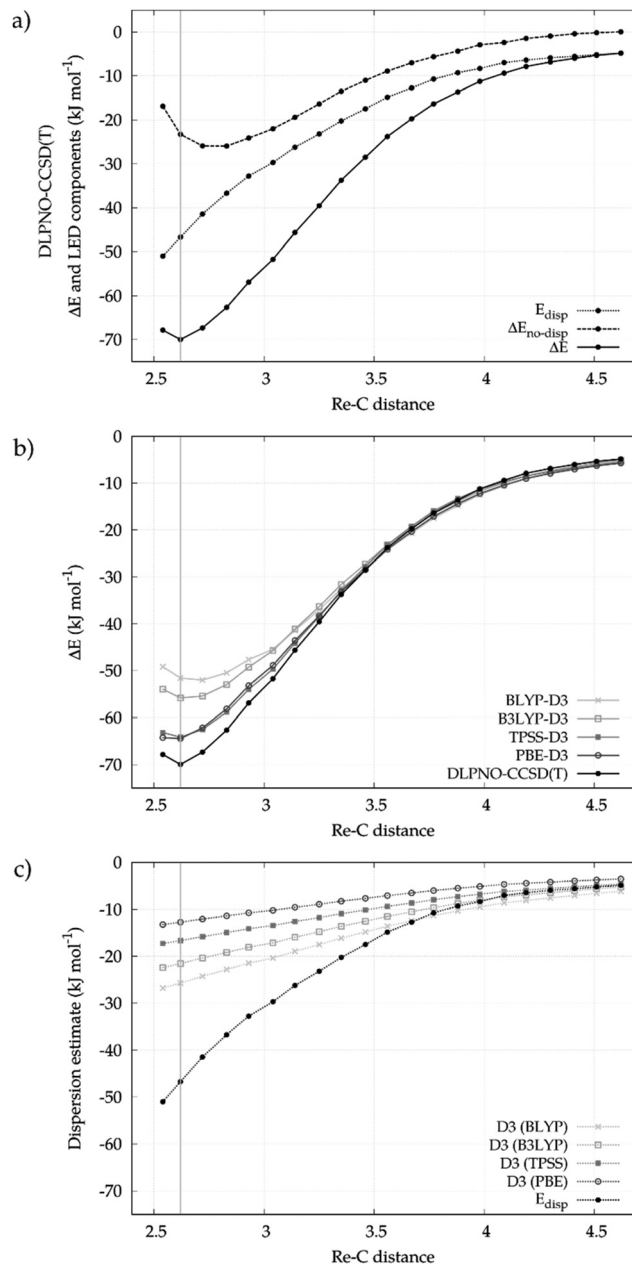 a)
DLPNO-CCSD(T)
ΔE and LED components (kJ mol⁻¹)
0
-10
-20
-30
-40
-50
-60
-70
E_disp
ΔE_no-disp
ΔE
2.5 3 3.5 4 4.5
Re-C distance
b)
ΔE (kJ mol⁻¹)
0
-10
-20
-30
-40
-50
-60
-70
BLYP-D3
B3LYP-D3
TPSS-D3
PBE-D3
DLPNO-CCSD(T)
2.5 3 3.5 4 4.5
Re-C distance
c)
Dispersion estimate (kJ mol⁻¹)
0
-10
-20
-30
-40
-50
-60
-70
D3 (BLYP)
D3 (B3LYP)
D3 (TPSS)
D3 (PBE)
E_disp
2.5 3 3.5 4 4.5
Re-C distance